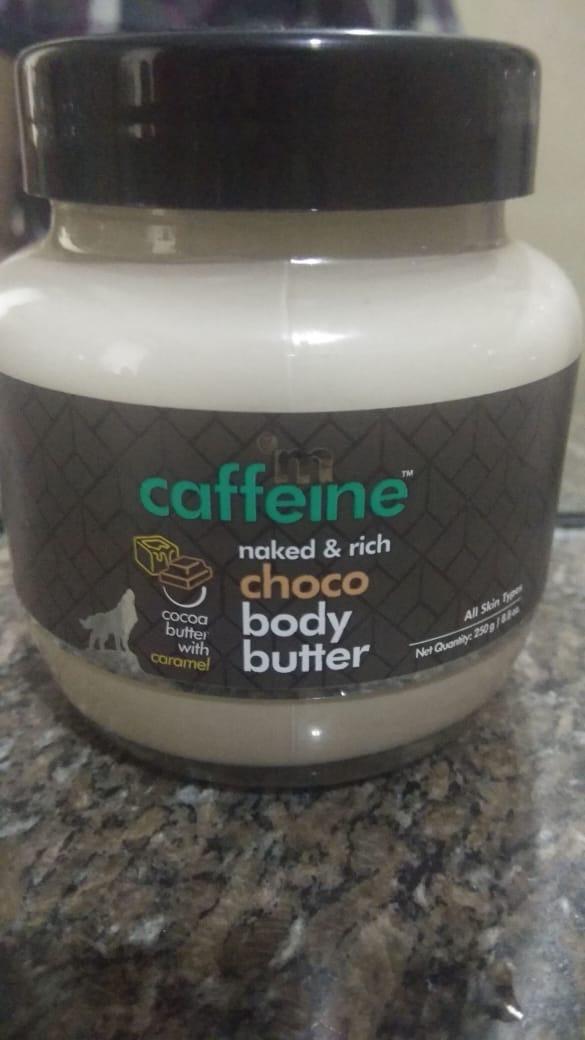 'm
caffeine™
naked & rich
choco
body
butter
cocoa
butter
with
caramel
All Skin Types
Net Quantity: 250 g | 8.8 oz.